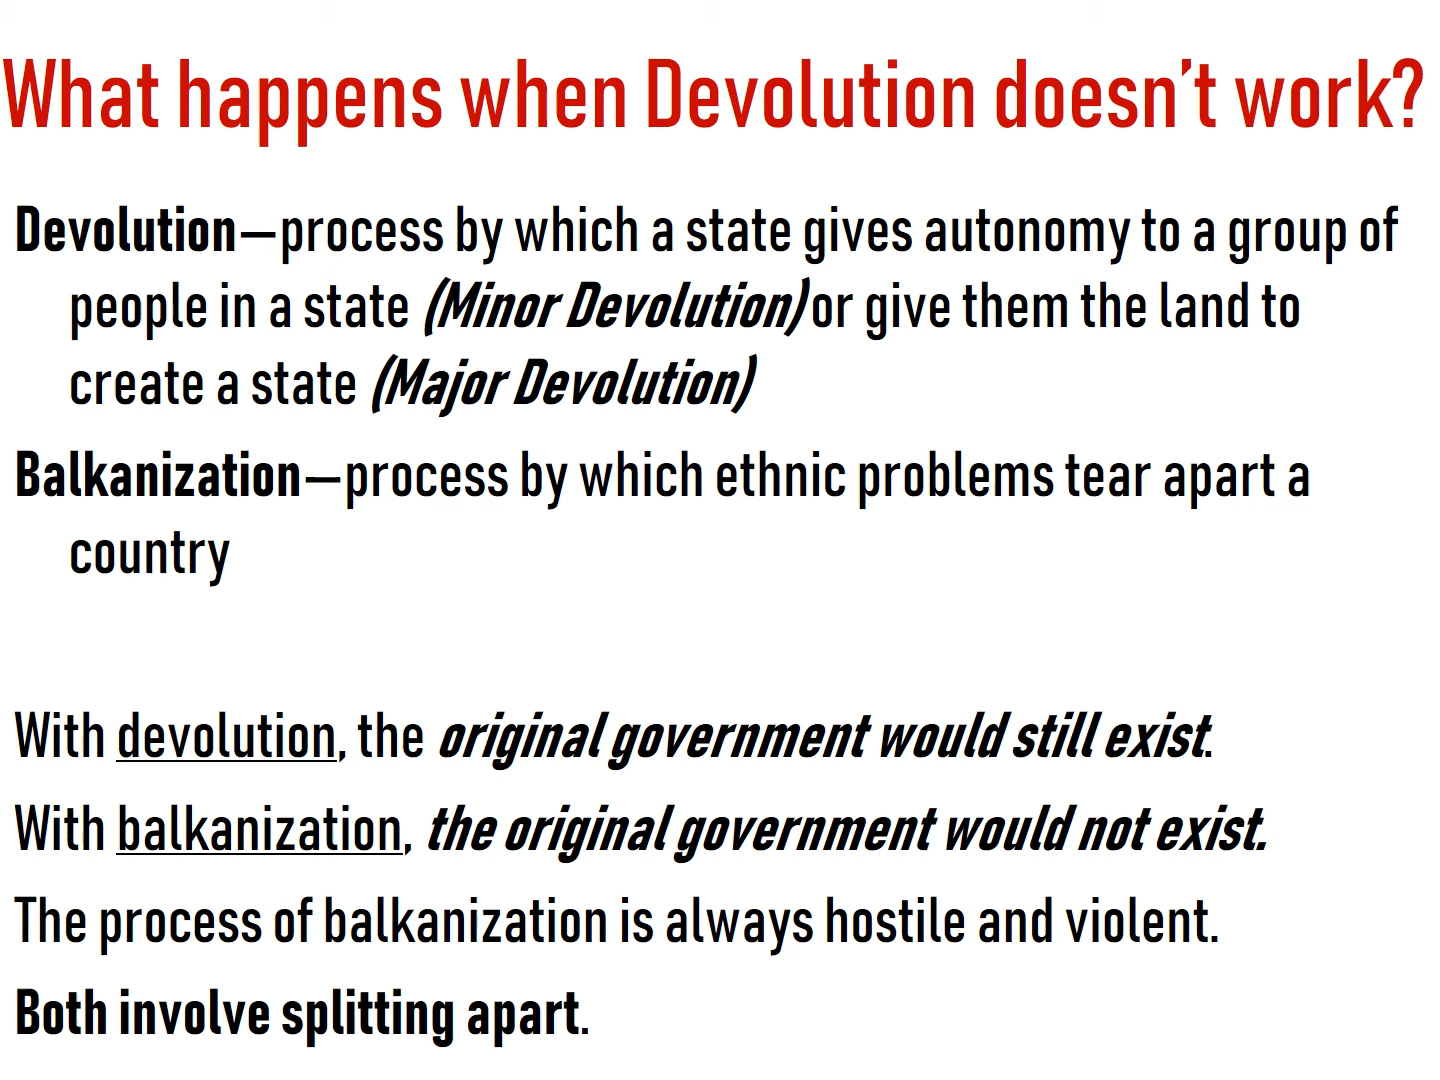 What happens when Devolution doesn’t work?
Devolution—process by which a state gives autonomy to a group of
people in a state (Minor Devolution) or give them the land to
create a state (Major Devolution)
Balkanization—process by which ethnic problems tear apart a
country
With devolution, the original government would still exist.
With balkanization, the original government would not exist.
The process of balkanization is always hostile and violent.
Both involve splitting apart.